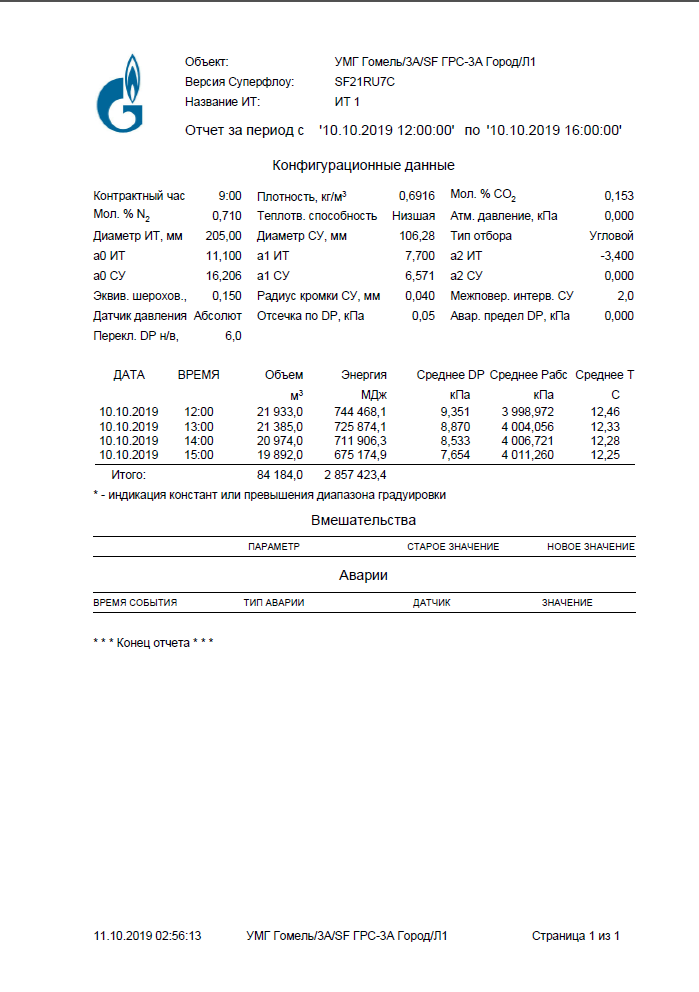 Объект: УМГ Гомель/ЗА/SF ГРС-ЗА Город/Л1
Версия Суперфлоу: SF21RU7C
Название ИТ: ИТ 1
Отчет за период с '10.10.2019 12:00:00' по '10.10.2019 16:00:00'
Конфигурационные данные
Контрактный час 9:00 Плотность, кг/м³ 0,6916 Мол. % CO₂ 0,153
Мол. % N₂ 0,710 Теплотв. способность Низшая Атм. давление, кПа 0,000
Диаметр ИТ, мм 205,00 Диаметр СУ, мм 106,28 Тип отбора Угловой
a0 ИТ 11,100 a1 ИТ 7,700 a2 ИТ -3,400
a0 СУ 16,206 a1 СУ 6,571 a2 СУ 0,000
Эквив. шерохов., 0,150 Радиус кромки СУ, мм 0,040 Межповер. интерв. СУ 2,0
Датчик давления Абсолют Отсечка по DP, кПа 0,05 Авар. предел DP, кПа 0,000
Перекл. DP н/в, 6,0
ДАТА ВРЕМЯ Объем Энергия Среднее DP Среднее Рабс Среднее Т
м³ МДж кПа кПа С
10.10.2019 12:00 21 933,0 744 468,1 9,351 3 998,972 12,46
10.10.2019 13:00 21 385,0 725 874,1 8,870 4 004,056 12,33
10.10.2019 14:00 20 974,0 711 906,3 8,533 4 006,721 12,28
10.10.2019 15:00 19 892,0 675 174,9 7,654 4 011,260 12,25
Итого: 84 184,0 2 857 423,4
* - индикация констант или превышения диапазона градуировки
Вмешательства
ПАРАМЕТР СТАРОЕ ЗНАЧЕНИЕ НОВОЕ ЗНАЧЕНИЕ
Аварии
ВРЕМЯ СОБЫТИЯ ТИП АВАРИИ ДАТЧИК ЗНАЧЕНИЕ
* * * Конец отчета * * *
11.10.2019 02:56:13 УМГ Гомель/ЗА/SF ГРС-ЗА Город/Л1 Страница 1 из 1